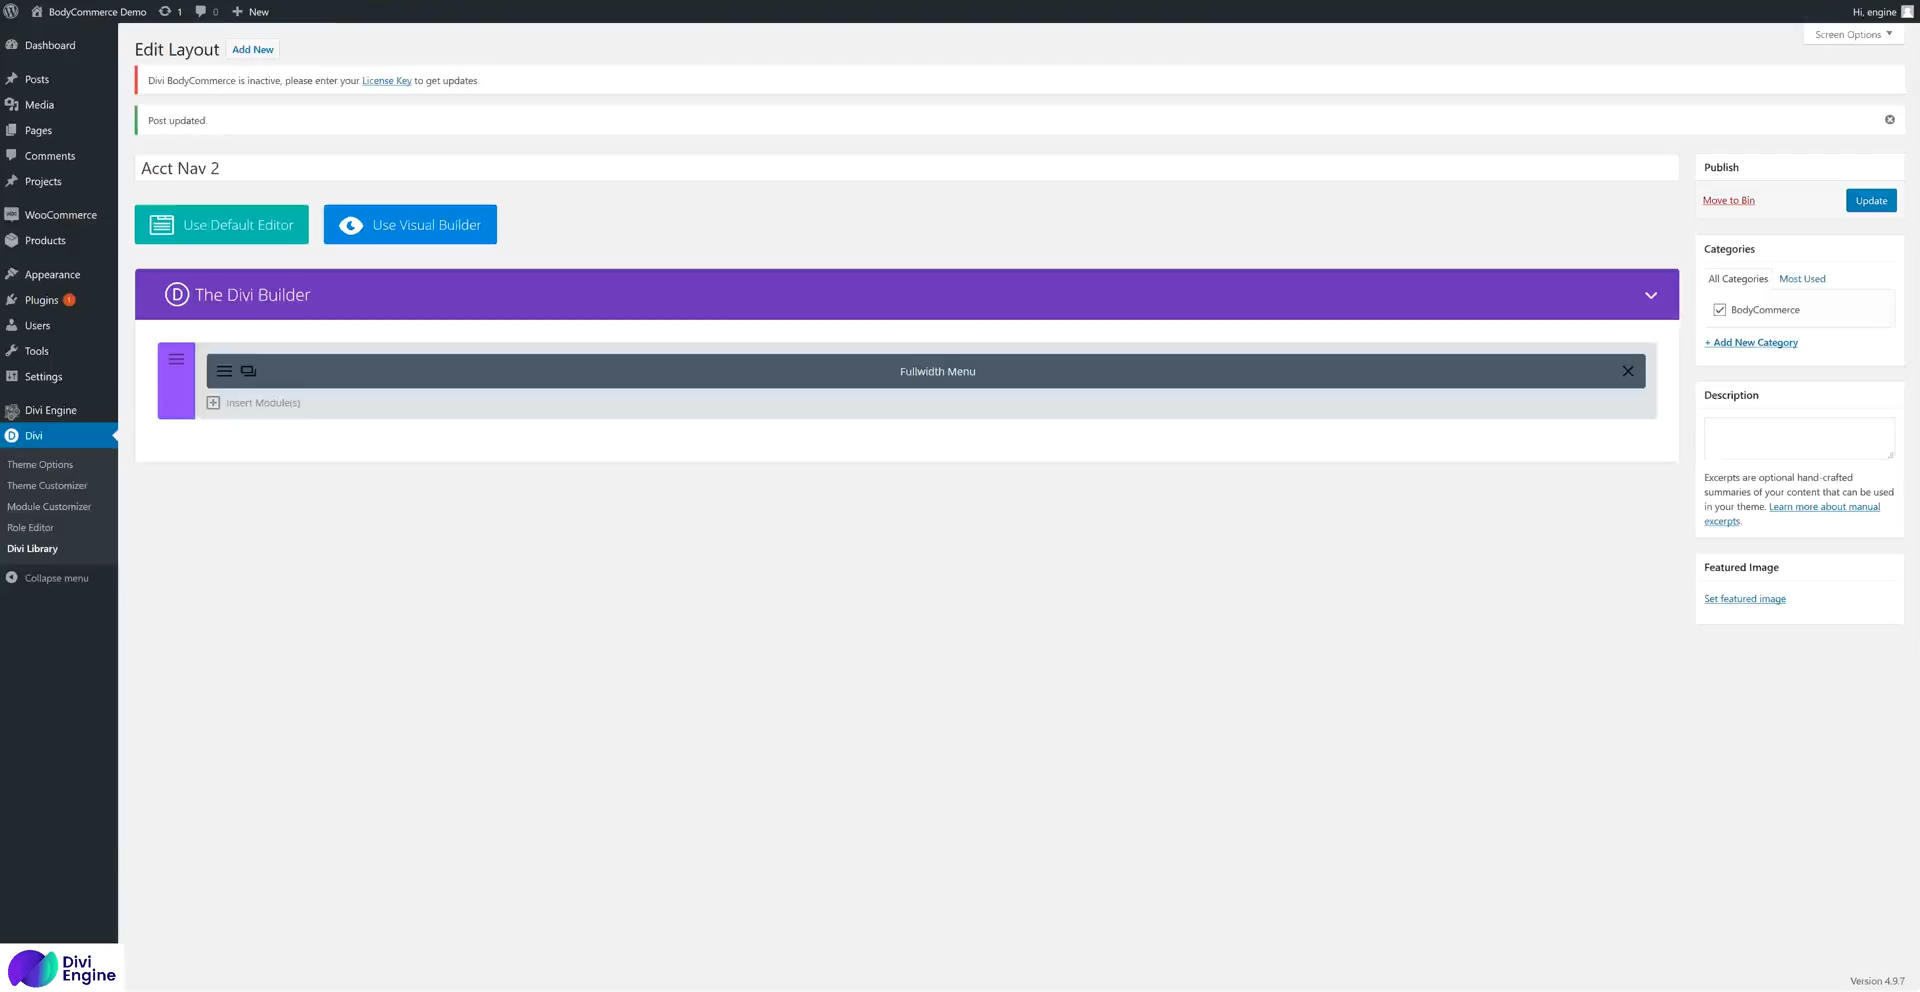 BodyCommerce Demo 1 0 New
Hi, engine
Screen Options
Dashboard
Posts
Media
Pages
Comments
Projects
WooCommerce
Products
Appearance
Plugins 1
Users
Tools
Settings
Divi Engine
Divi
Theme Options
Theme Customizer
Module Customizer
Role Editor
Divi Library
Collapse menu
Divi
Engine
Edit Layout Add New
Divi BodyCommerce is inactive, please enter your License Key to get updates
Post updated.
Acct Nav 2
Use Default Editor
Use Visual Builder
D The Divi Builder
Fullwidth Menu
Insert Module(s)
Publish
Move to Bin
Update
Categories
All Categories Most Used
BodyCommerce
+ Add New Category
Description
Excerpts are optional hand-crafted
summaries of your content that can be used
in your theme. Learn more about manual
excerpts.
Featured Image
Set featured image
Version 4.9.7